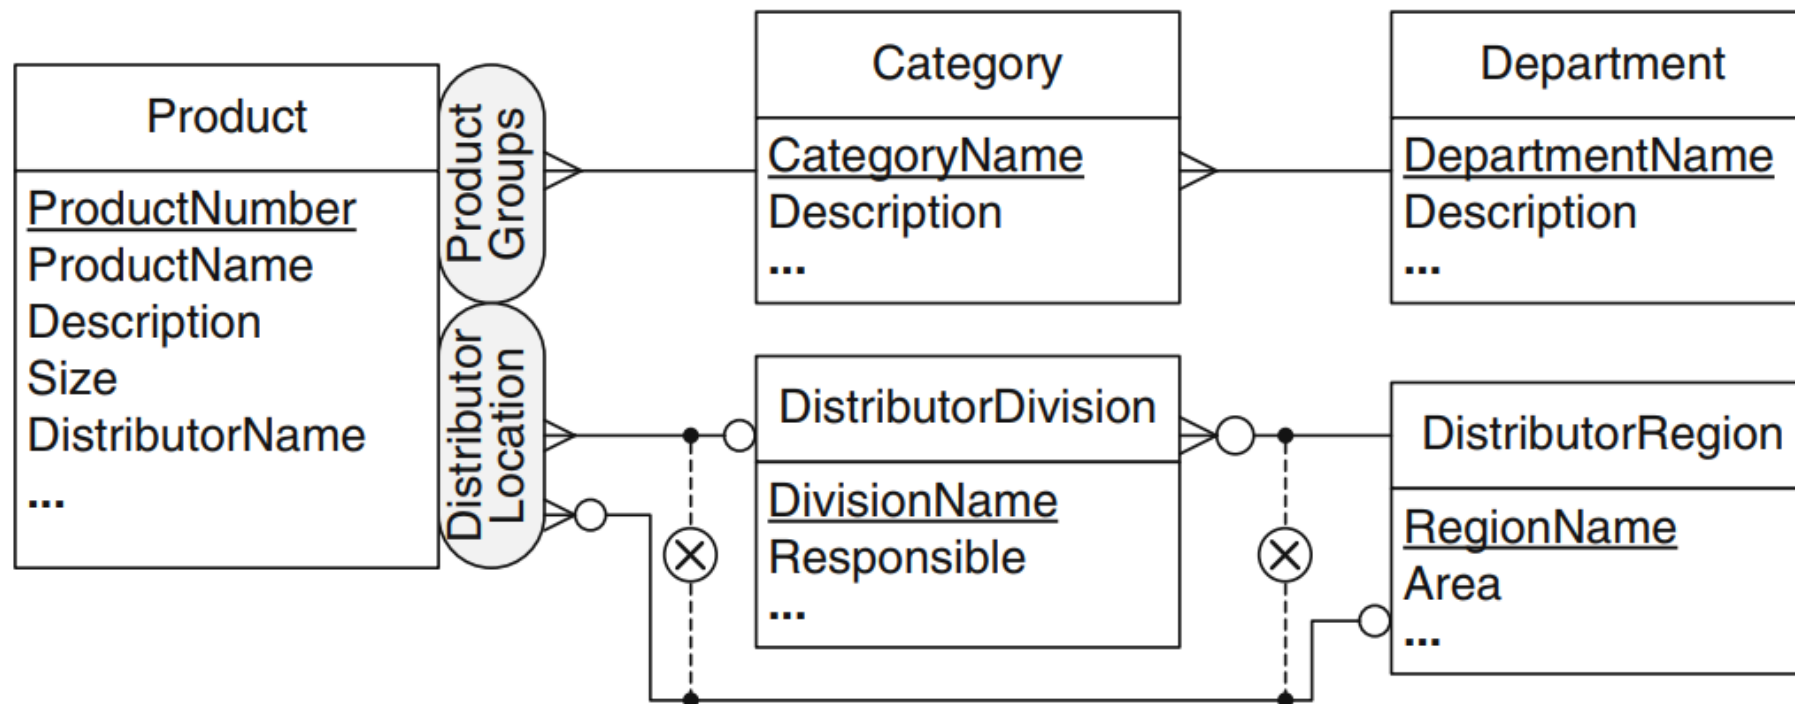 Product
ProductNumber
ProductName
Description
Size
DistributorName
...
Product
Groups
Distributor
Location
Category
CategoryName
Description
...
Department
DepartmentName
Description
...
DistributorDivision
DivisionName
Responsible
...
DistributorRegion
RegionName
Area
...